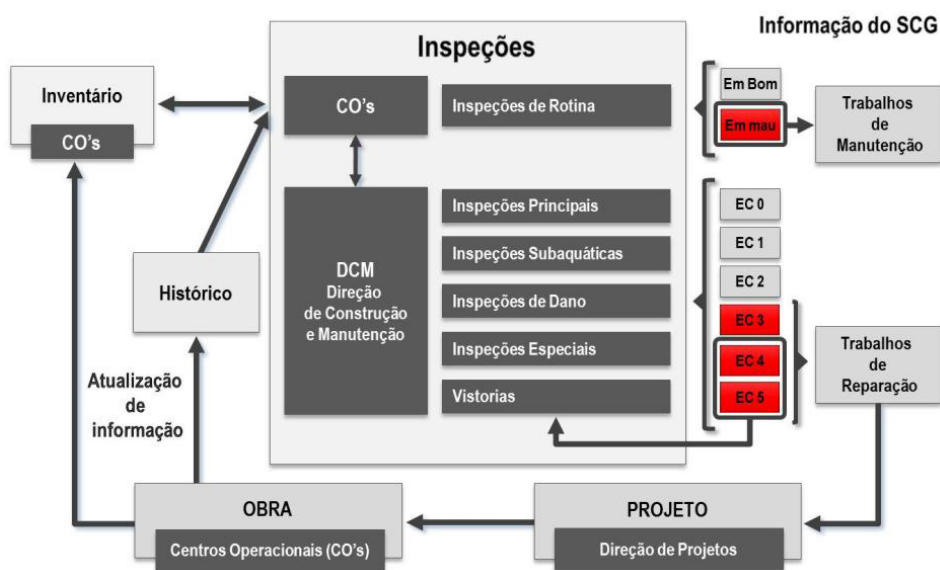 Informação do SCG
Inspeções
Inventário
CO's
CO's
Inspeções de Rotina
Em Bom
Em mau
Trabalhos
de
Manutenção
DCM
Direção
de Construção
e Manutenção
Inspeções Principais
Inspeções Subaquáticas
Inspeções de Dano
Inspeções Especiais
Vistorias
EC 0
EC 1
EC 2
EC 3
EC 4
EC 5
Trabalhos
de
Reparação
Histórico
Atualização
de
informação
OBRA
Centros Operacionais (CO's)
PROJETO
Direção de Projetos